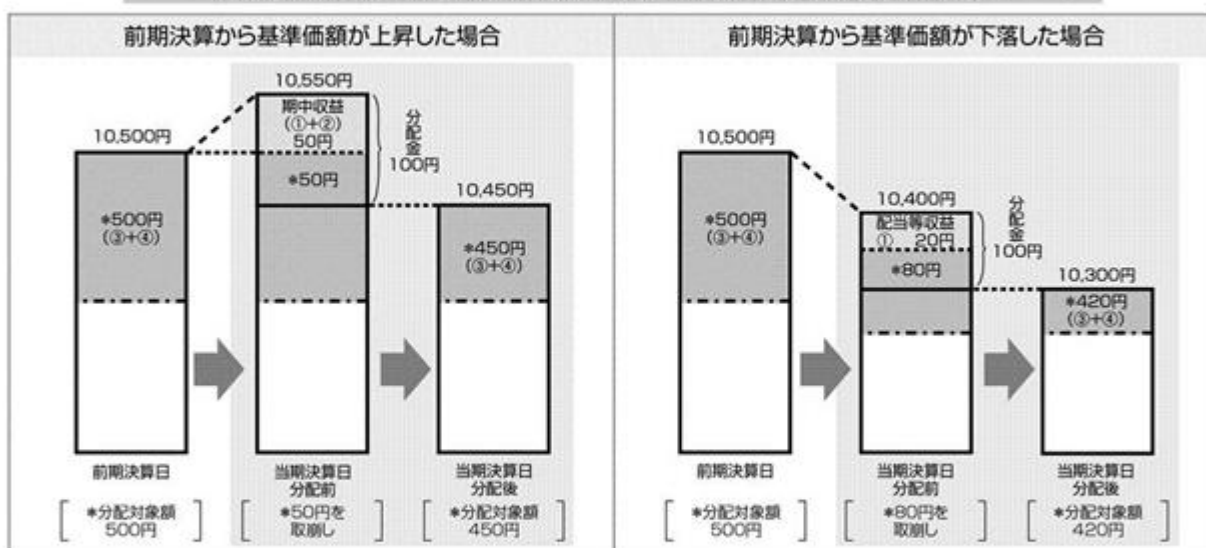 前期決算から基準価額が上昇した場合
10,500円
*500円
(③+④)
10,550円
期中収益
(①+②)
50円
*50円
分配金
100円
10,450円
*450円
(③+④)
前期決算日
当期決算日
分配前
当期決算日
分配後
*分配対象額
500円
*50円を
取崩し
*分配対象額
450円
前期決算から基準価額が下落した場合
10,500円
*500円
(③+④)
10,400円
配当等収益
① 20円
*80円
分配金
100円
10,300円
*420円
(③+④)
前期決算日
当期決算日
分配前
当期決算日
分配後
*分配対象額
500円
*80円を
取崩し
*分配対象額
420円